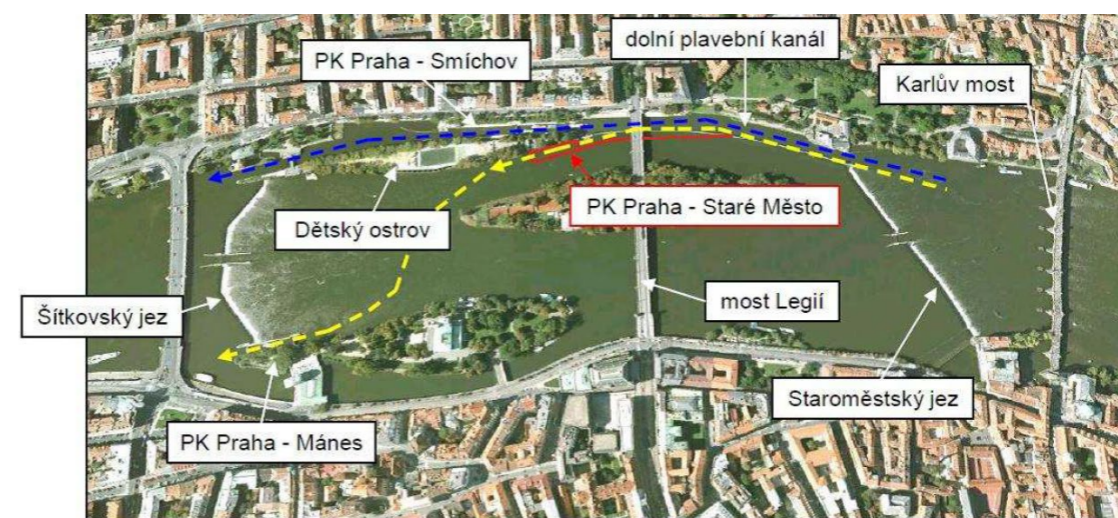 dolní plavební kanál
PK Praha - Smíchov
Karlův most
PK Praha - Staré Město
Dětský ostrov
most Legií
Šítkovský jez
Staroměstský jez
PK Praha - Mánes